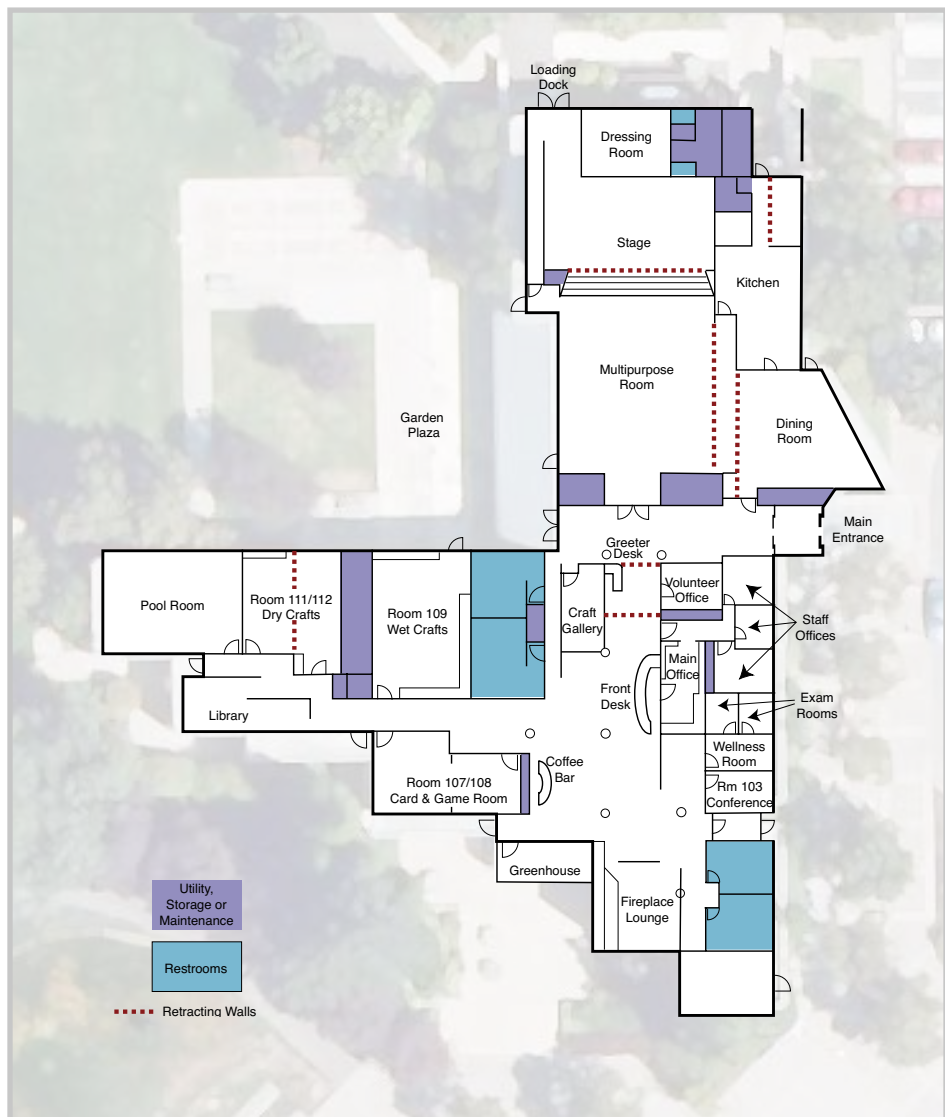 Loading
Dock
Dressing
Room
Stage
Kitchen
Multipurpose
Room
Garden
Plaza
Dining
Room
Main
Entrance
Greeter
Desk
Pool Room
Room 111/112
Dry Crafts
Room 109
Wet Crafts
Craft
Gallery
Volunteer
Office
Staff
Offices
Main
Office
Front
Desk
Exam
Rooms
Library
Wellness
Room
Coffee
Bar
Room 107/108
Card & Game Room
Rm 103
Conference
Greenhouse
Fireplace
Lounge
Utility,
Storage or
Maintenance
Restrooms
Retracting Walls